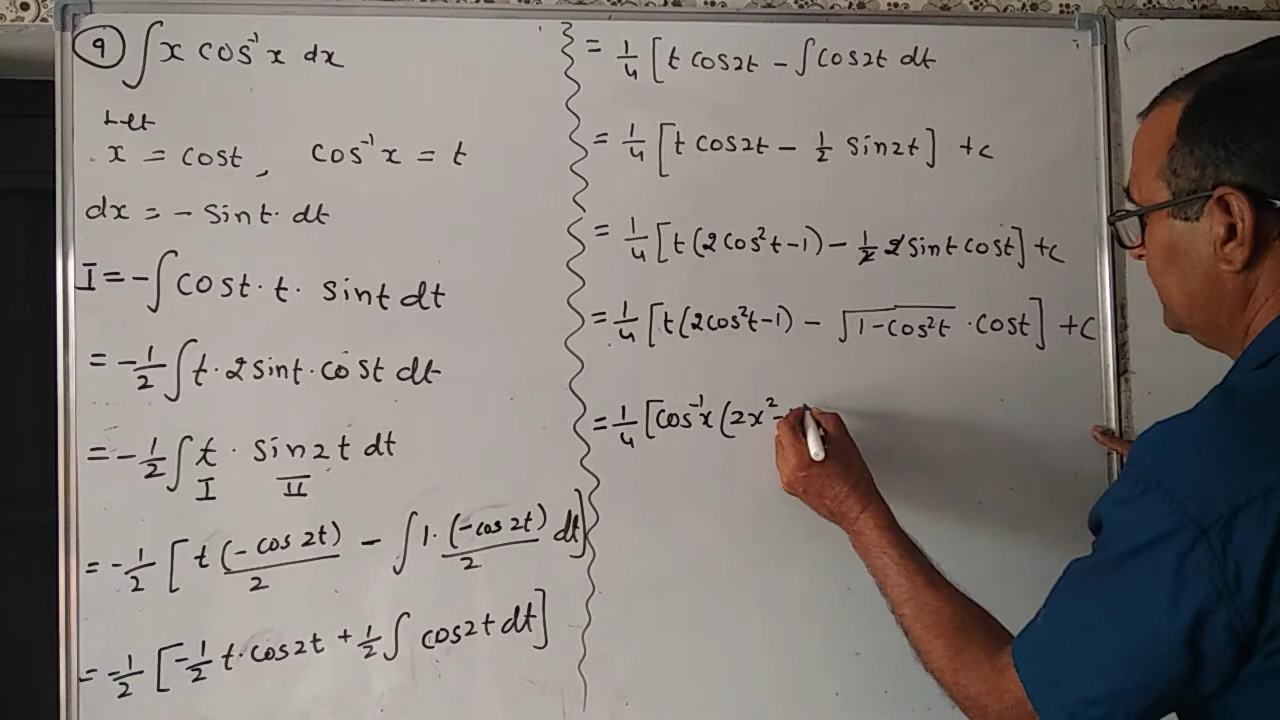 9 ∫ x cos⁻¹x dx
Let
x = cost, cos⁻¹x = t
dx = - sint· dt
I = - ∫ cost· t· sint dt
= -1/2 ∫ t· 2 sint· cost dt
= -1/2 ∫ t · sin2t dt
I II
= -1/2 [ t (-cos 2t)/2 - ∫ 1· (-cos 2t)/2 dt]
= -1/2 [ -1/2 t· cos2t + 1/2 ∫ cos2t dt]
= 1/4 [ t cos2t - ∫ cos2t dt
= 1/4 [ t cos2t - 1/2 sin2t ] + c
= 1/4 [ t (2cos²t-1) - 1/2 2 sint cost ] + c
= 1/4 [ t (2cos²t-1) - √(1-cos²t) · cost ] + c
= 1/4 [ cos⁻¹x (2x² -